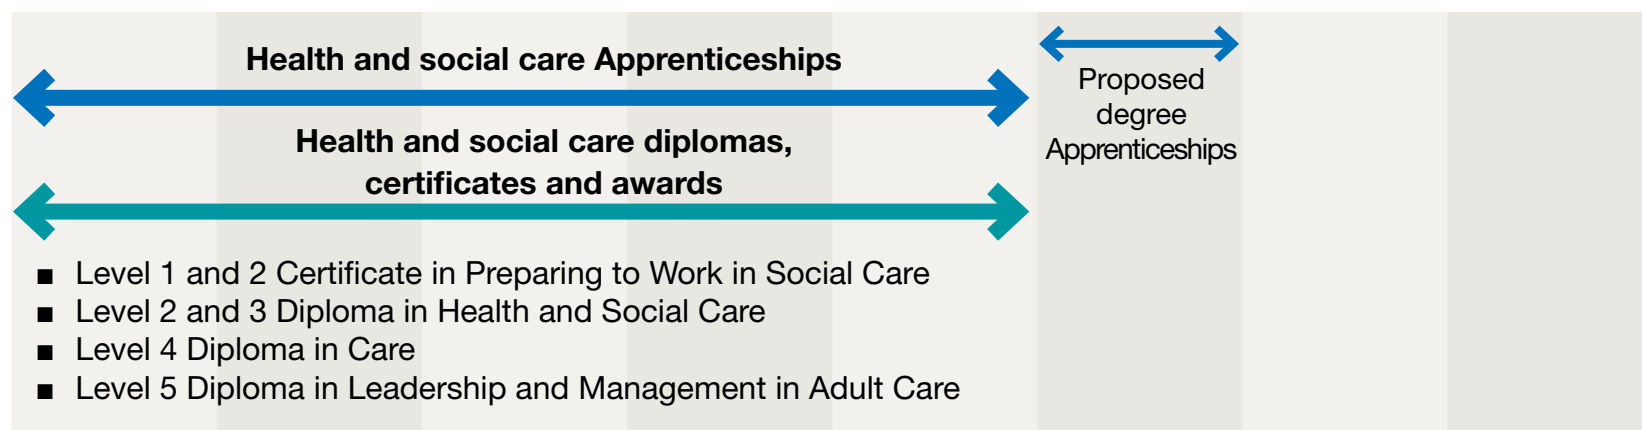 Health and social care Apprenticeships
Proposed
degree
Apprenticeships
Health and social care diplomas,
certificates and awards
■ Level 1 and 2 Certificate in Preparing to Work in Social Care
■ Level 2 and 3 Diploma in Health and Social Care
■ Level 4 Diploma in Care
■ Level 5 Diploma in Leadership and Management in Adult Care